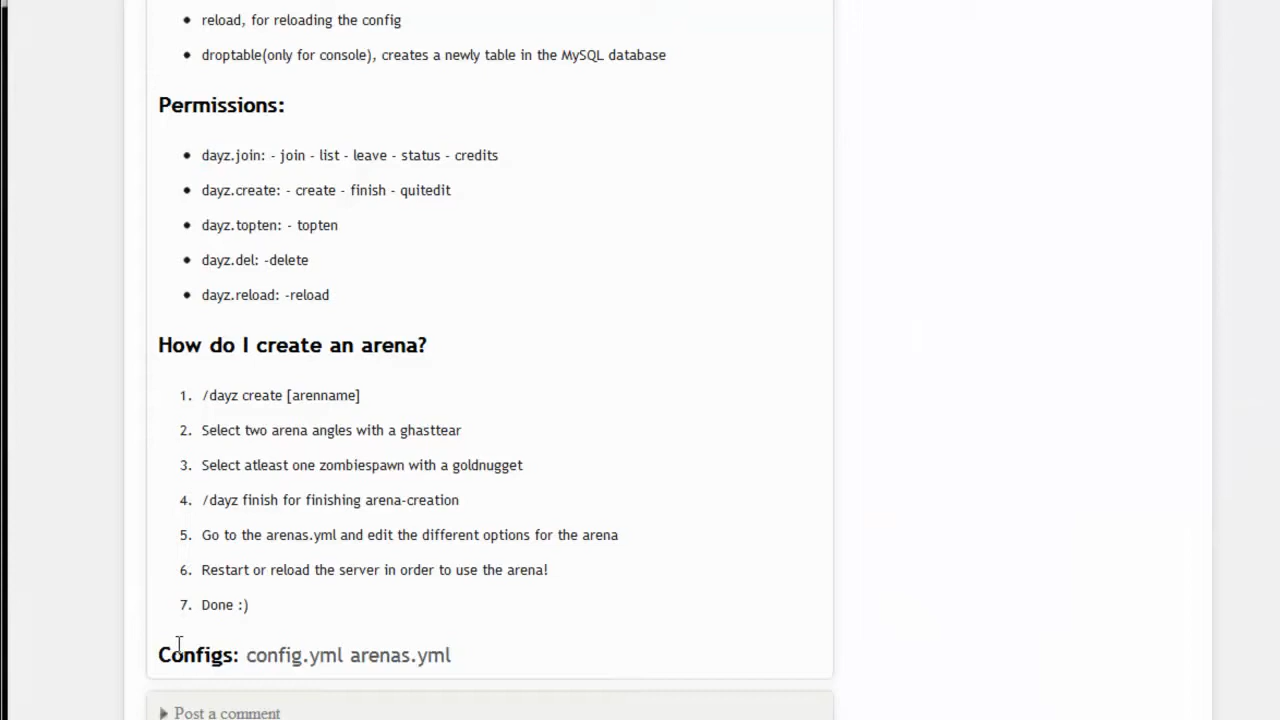 reload, for reloading the config
droptable(only for console), creates a newly table in the MySQL database
Permissions:
dayz.join: - join - list - leave - status - credits
dayz.create: - create - finish - quitedit
dayz.topten: - topten
dayz.del: -delete
dayz.reload: -reload
How do I create an arena?
1. /dayz create [arenname]
2. Select two arena angles with a ghasttear
3. Select atleast one zombiespawn with a goldnugget
4. /dayz finish for finishing arena-creation
5. Go to the arenas.yml and edit the different options for the arena
6. Restart or reload the server in order to use the arena!
7. Done :)
Configs: config.yml arenas.yml
Post a comment